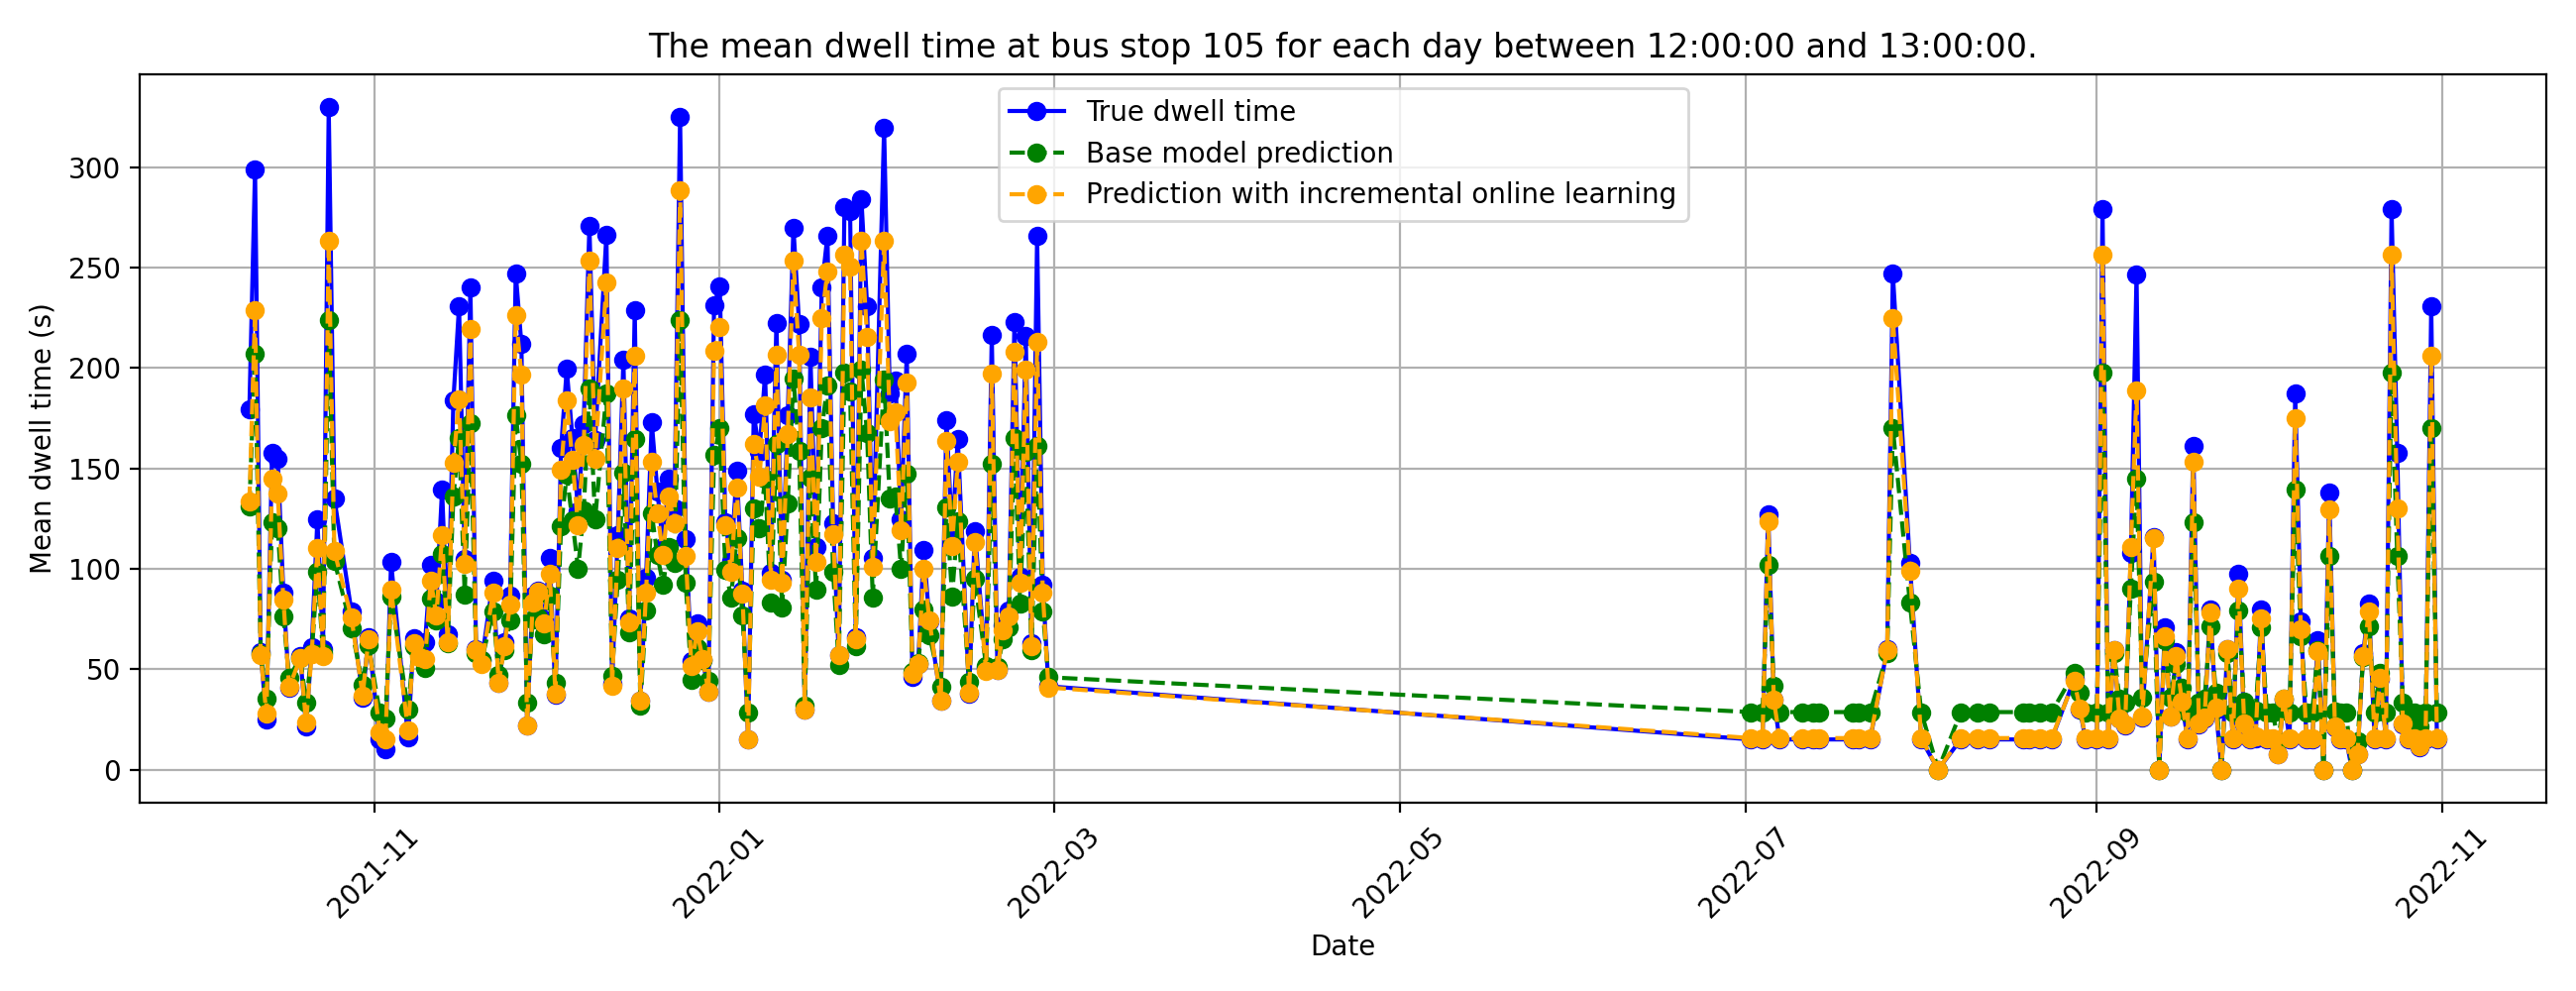 The mean dwell time at bus stop 105 for each day between 12:00:00 and 13:00:00.
True dwell time
Base model prediction
Prediction with incremental online learning
Mean dwell time (s)
300
250
200
150
100
50
0
2021-11
2022-01
2022-03
2022-05
2022-07
2022-09
2022-11
Date